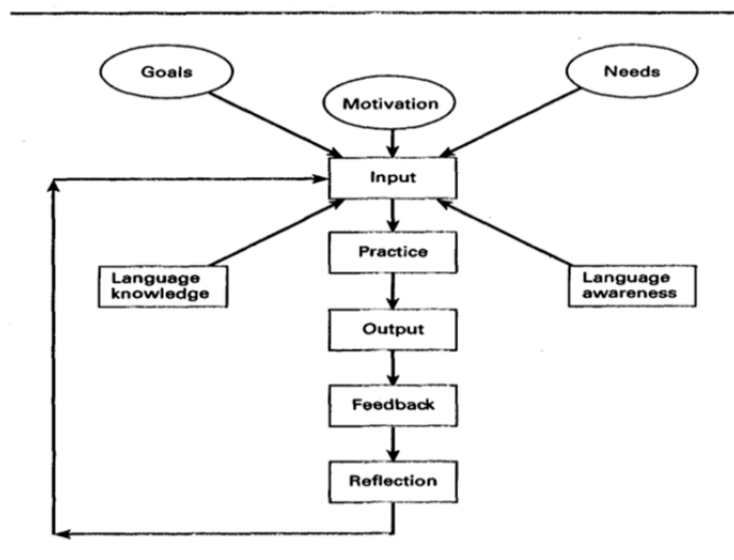 Goals
Needs
Motivation
Input
Practice
Language
knowledge
Language
awareness
Output
Feedback
Reflection